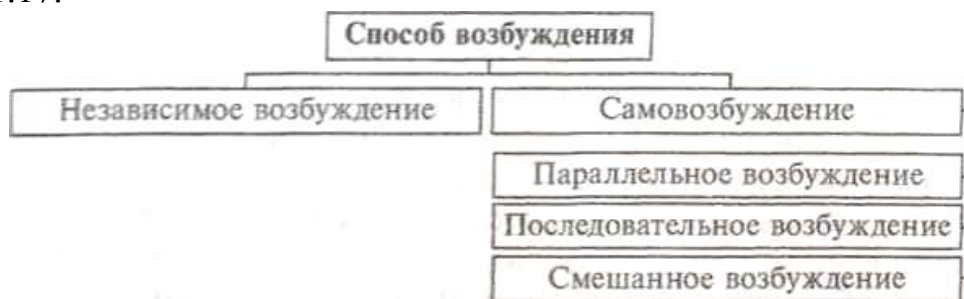 Способ возбуждения
Независимое возбуждение Самовозбуждение
Параллельное возбуждение
Последовательное возбуждение
Смешанное возбуждение